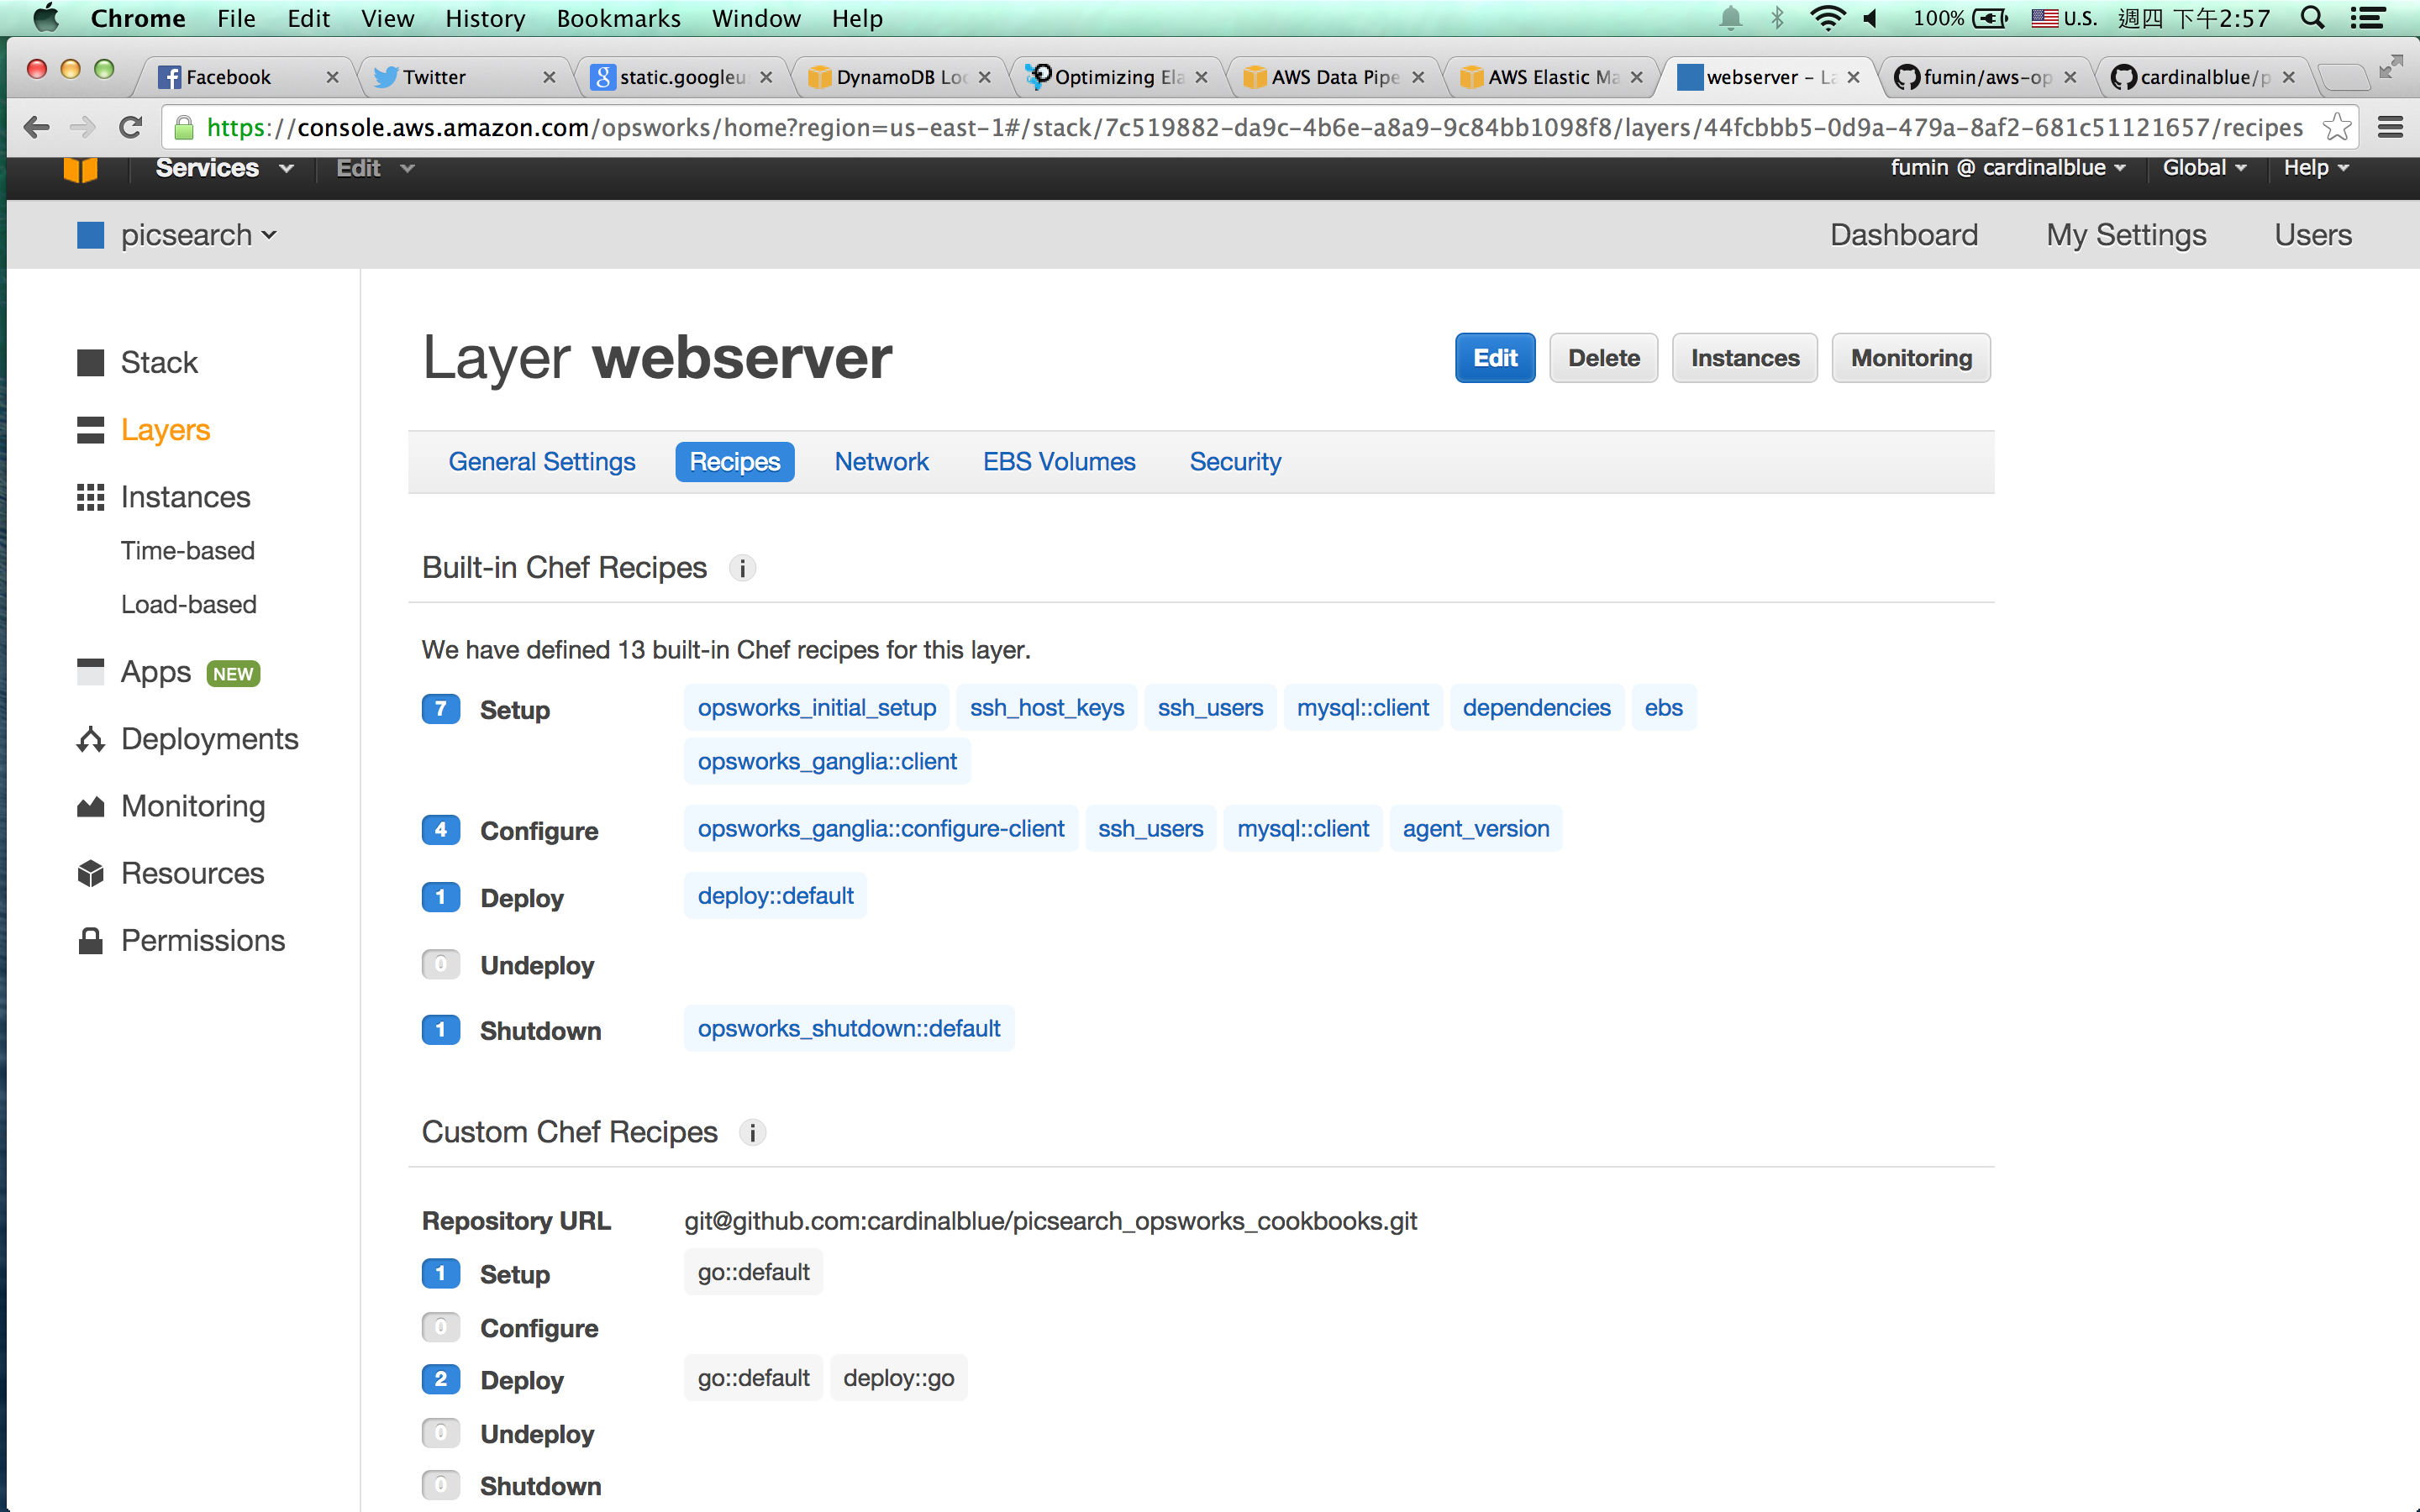 Chrome File Edit View History Bookmarks Window Help 100% U.S. 週四 下午2:57
Facebook Twitter static.googleu DynamoDB Loc Optimizing Ela AWS Data Pipe AWS Elastic Ma webserver – La fumin/aws-op cardinalblue/p
https://console.aws.amazon.com/opsworks/home?region=us-east-1#/stack/7c519882-da9c-4b6e-a8a9-9c84bb1098f8/layers/44fcbbb5-0d9a-479a-8af2-681c51121657/recipes
Services Edit fumin @ cardinalblue Global Help
picsearch Dashboard My Settings Users
Stack
Layers
Instances
Time-based
Load-based
Apps NEW
Deployments
Monitoring
Resources
Permissions
Layer webserver Edit Delete Instances Monitoring
General Settings Recipes Network EBS Volumes Security
Built-in Chef Recipes i
We have defined 13 built-in Chef recipes for this layer.
7 Setup opsworks_initial_setup ssh_host_keys ssh_users mysql::client dependencies ebs
opsworks_ganglia::client
4 Configure opsworks_ganglia::configure-client ssh_users mysql::client agent_version
1 Deploy deploy::default
0 Undeploy
1 Shutdown opsworks_shutdown::default
Custom Chef Recipes i
Repository URL git@github.com:cardinalblue/picsearch_opsworks_cookbooks.git
1 Setup go::default
0 Configure
2 Deploy go::default deploy::go
0 Undeploy
0 Shutdown